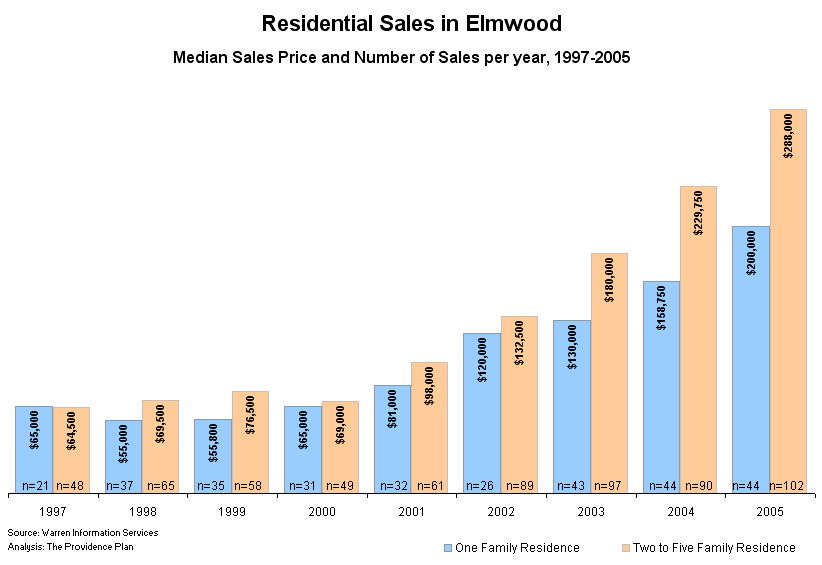 Residential Sales in Elmwood
Median Sales Price and Number of Sales per year, 1997-2005
$65,000
$64,500
$55,000
$69,500
$55,800
$76,500
$65,000
$69,000
$81,000
$98,000
$120,000
$132,500
$130,000
$180,000
$158,750
$229,750
$200,000
$288,000
n=21 n=48 n=37 n=65 n=35 n=58 n=31 n=49 n=32 n=61 n=26 n=89 n=43 n=97 n=44 n=90 n=44 n=102
1997 1998 1999 2000 2001 2002 2003 2004 2005
Source: Warren Information Services
Analysis: The Providence Plan
One Family Residence Two to Five Family Residence